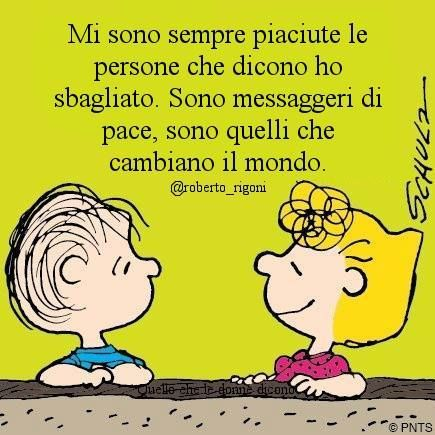 Mi sono sempre piaciute le
persone che dicono ho
sbagliato. Sono messaggeri di
pace, sono quelli che
cambiano il mondo.
@roberto_rigoni
SCHULZ
Quello che le donne dicono
© PNTS